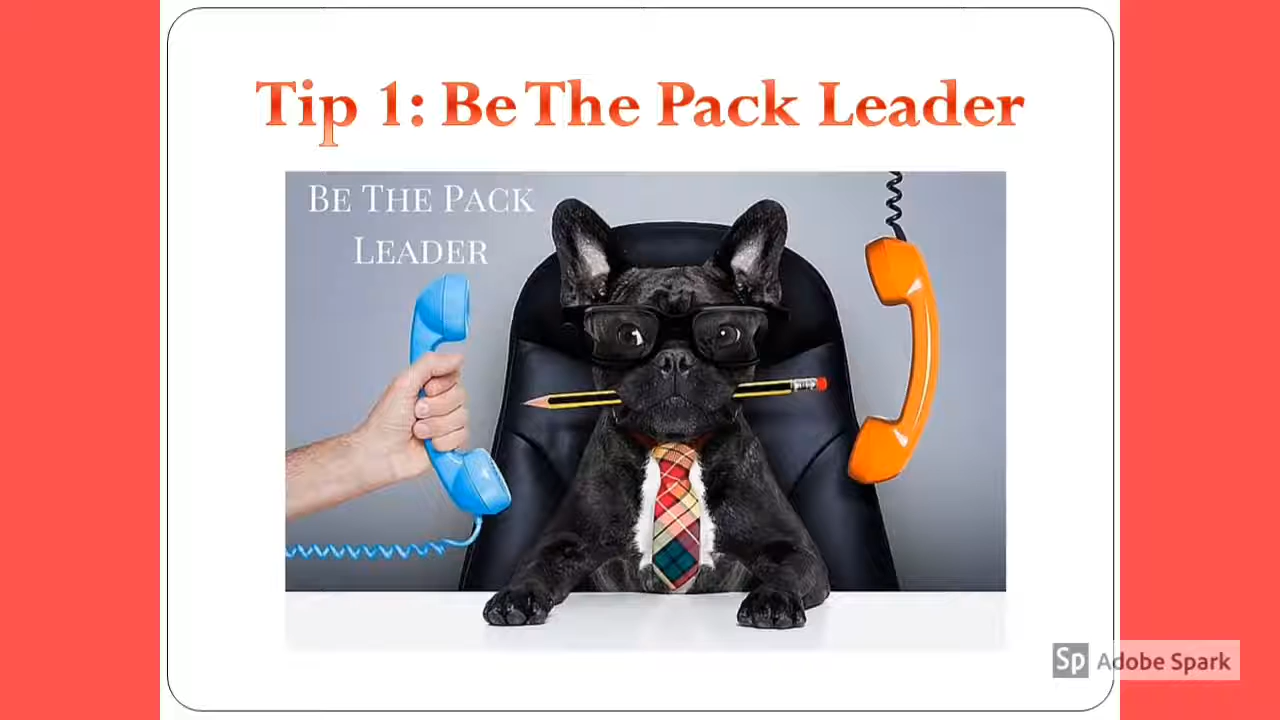 Tip 1: Be The Pack Leader
Be The Pack
Leader
Sp Adobe Spark